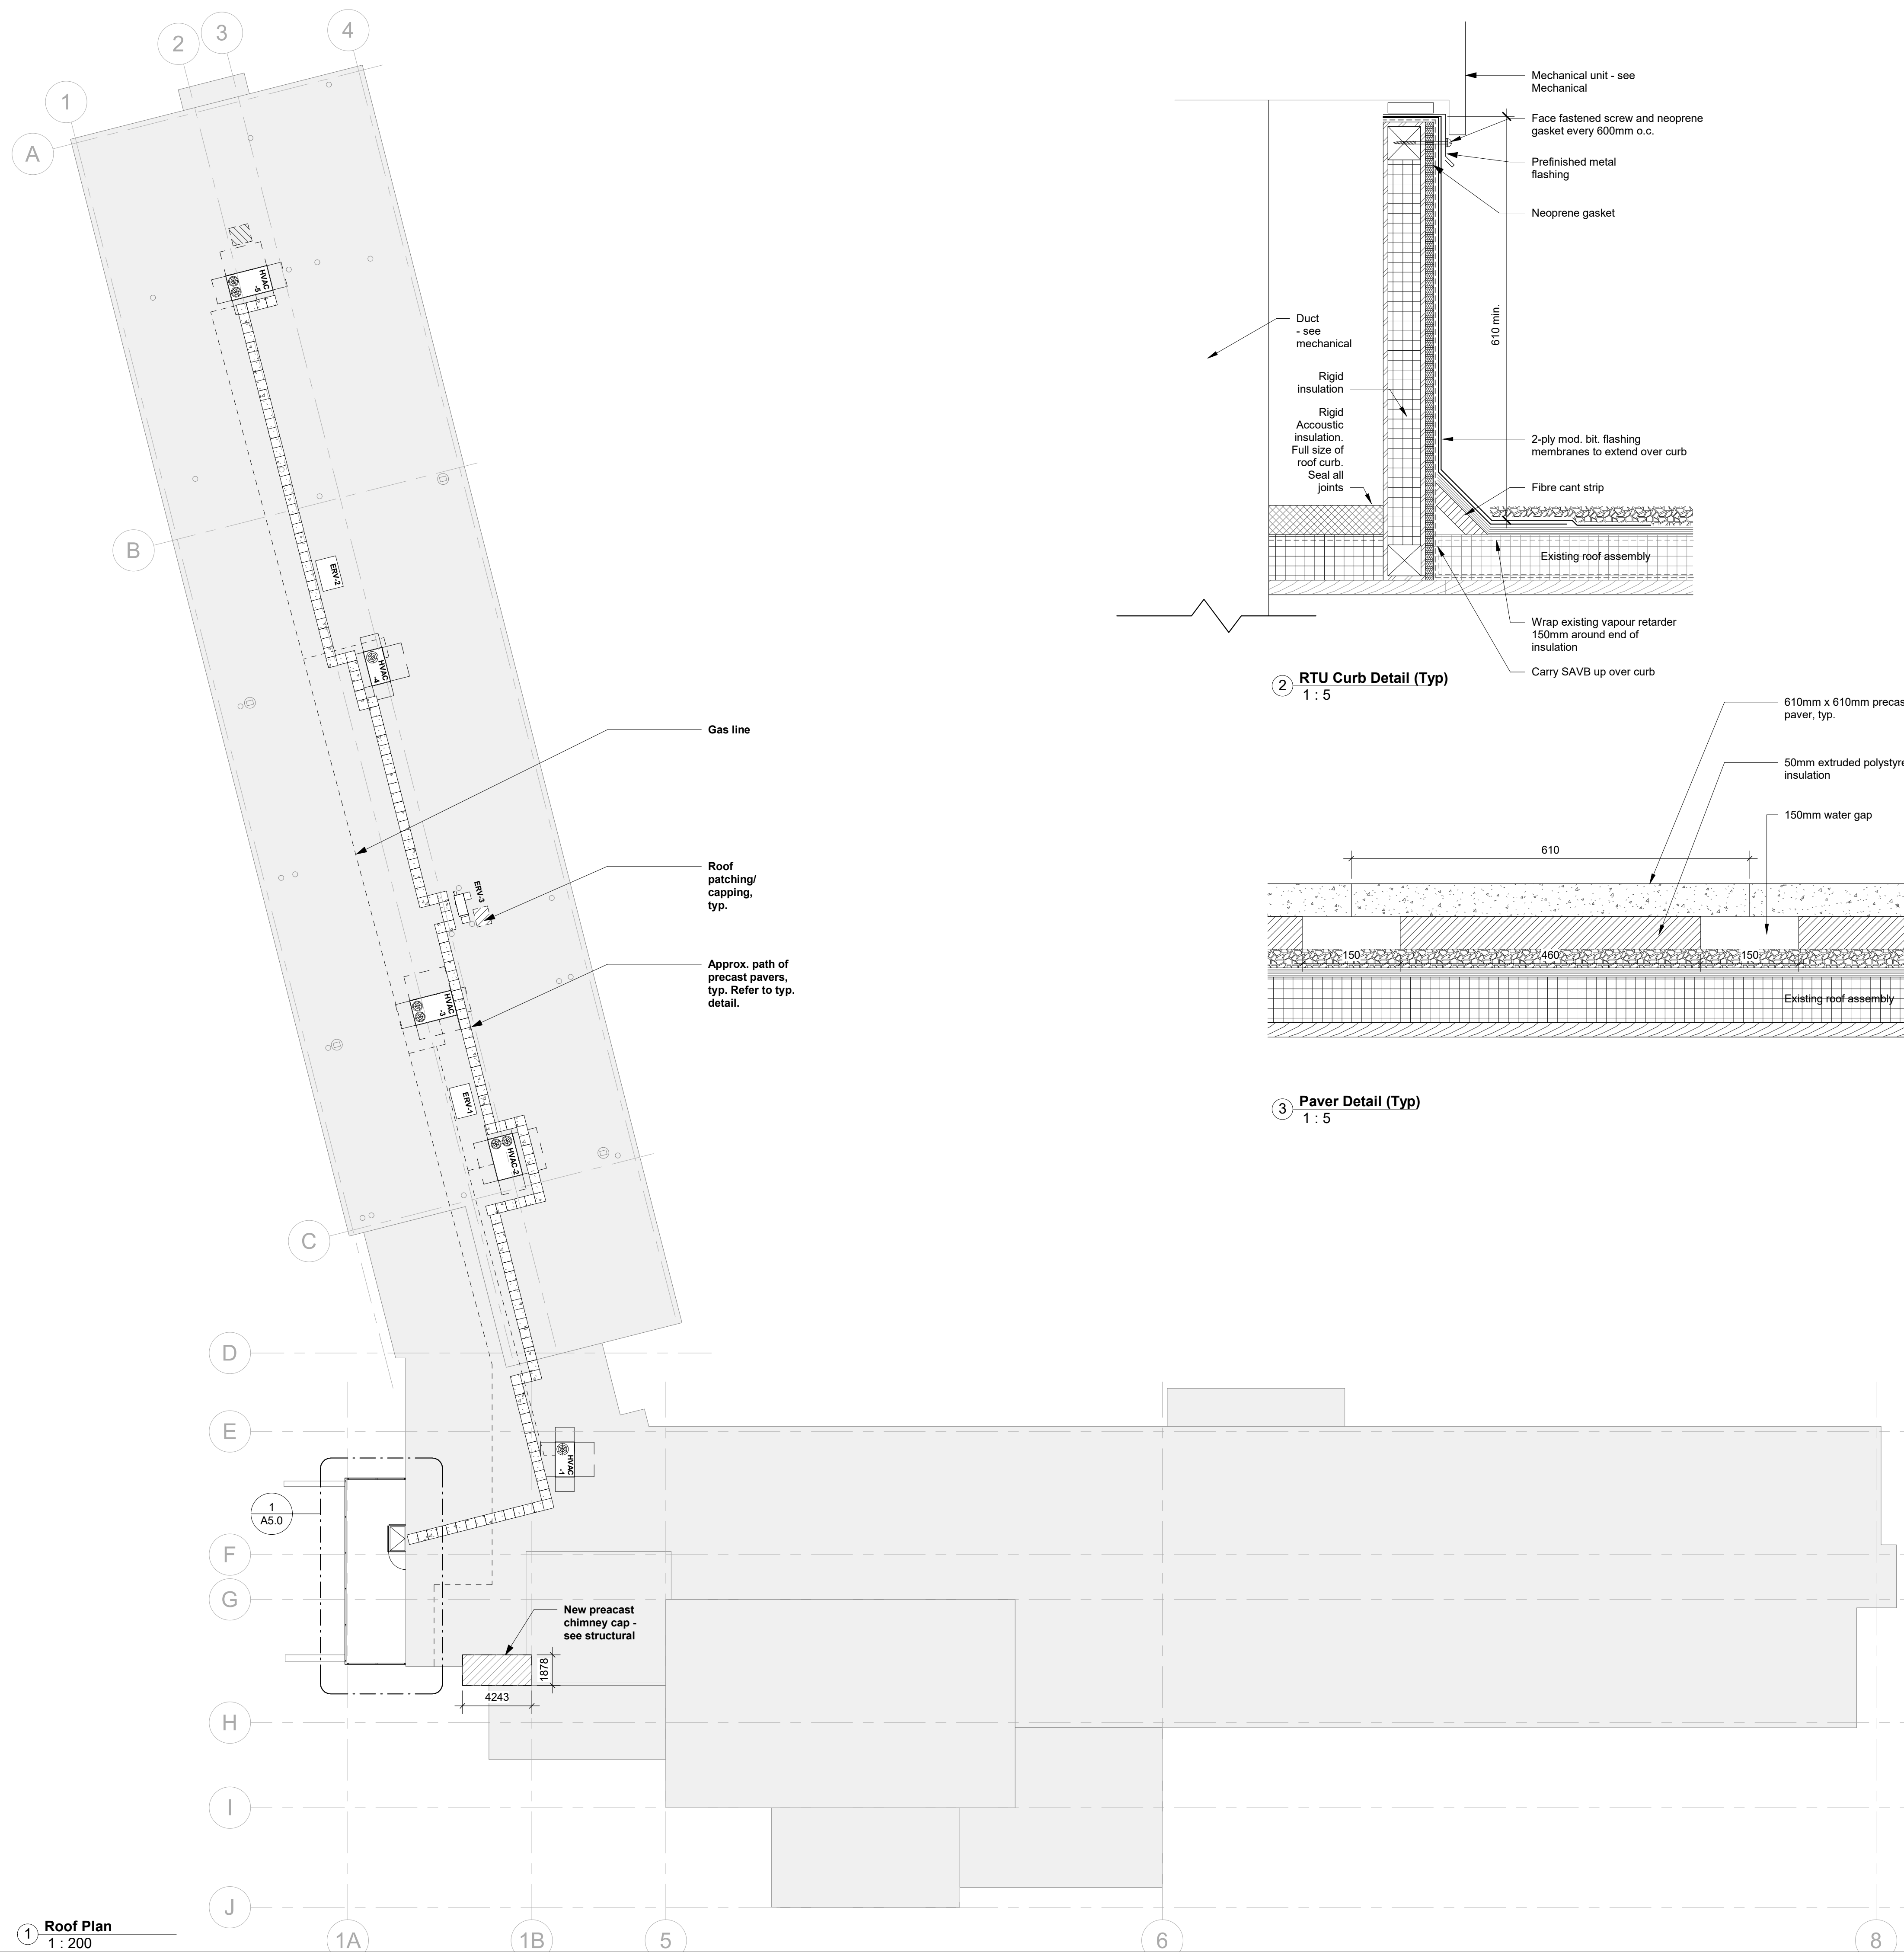 1
2
3
4
A
B
C
D
E
F
G
H
I
J
1A
1B
5
6
8
HVAC
-5
ERV-2
HVAC
-4
ERV-3
HVAC
-3
ERV-1
HVAC-2
HVAC
-1
Gas line
Roof
patching/
capping,
typ.
Approx. path of
precast pavers,
typ. Refer to typ.
detail.
1
A5.0
New preacast
chimney cap -
see structural
1878
4243
1
Roof Plan
1 : 200
Mechanical unit - see
Mechanical
Face fastened screw and neoprene
gasket every 600mm o.c.
Prefinished metal
flashing
Neoprene gasket
610 min.
Duct
- see
mechanical
Rigid
insulation
Rigid
Accoustic
insulation.
Full size of
roof curb.
Seal all
joints
2-ply mod. bit. flashing
membranes to extend over curb
Fibre cant strip
Existing roof assembly
Wrap existing vapour retarder
150mm around end of
insulation
Carry SAVB up over curb
2
RTU Curb Detail (Typ)
1 : 5
610mm x 610mm precas
paver, typ.
50mm extruded polystyre
insulation
150mm water gap
610
150
460
150
Existing roof assembly
3
Paver Detail (Typ)
1 : 5